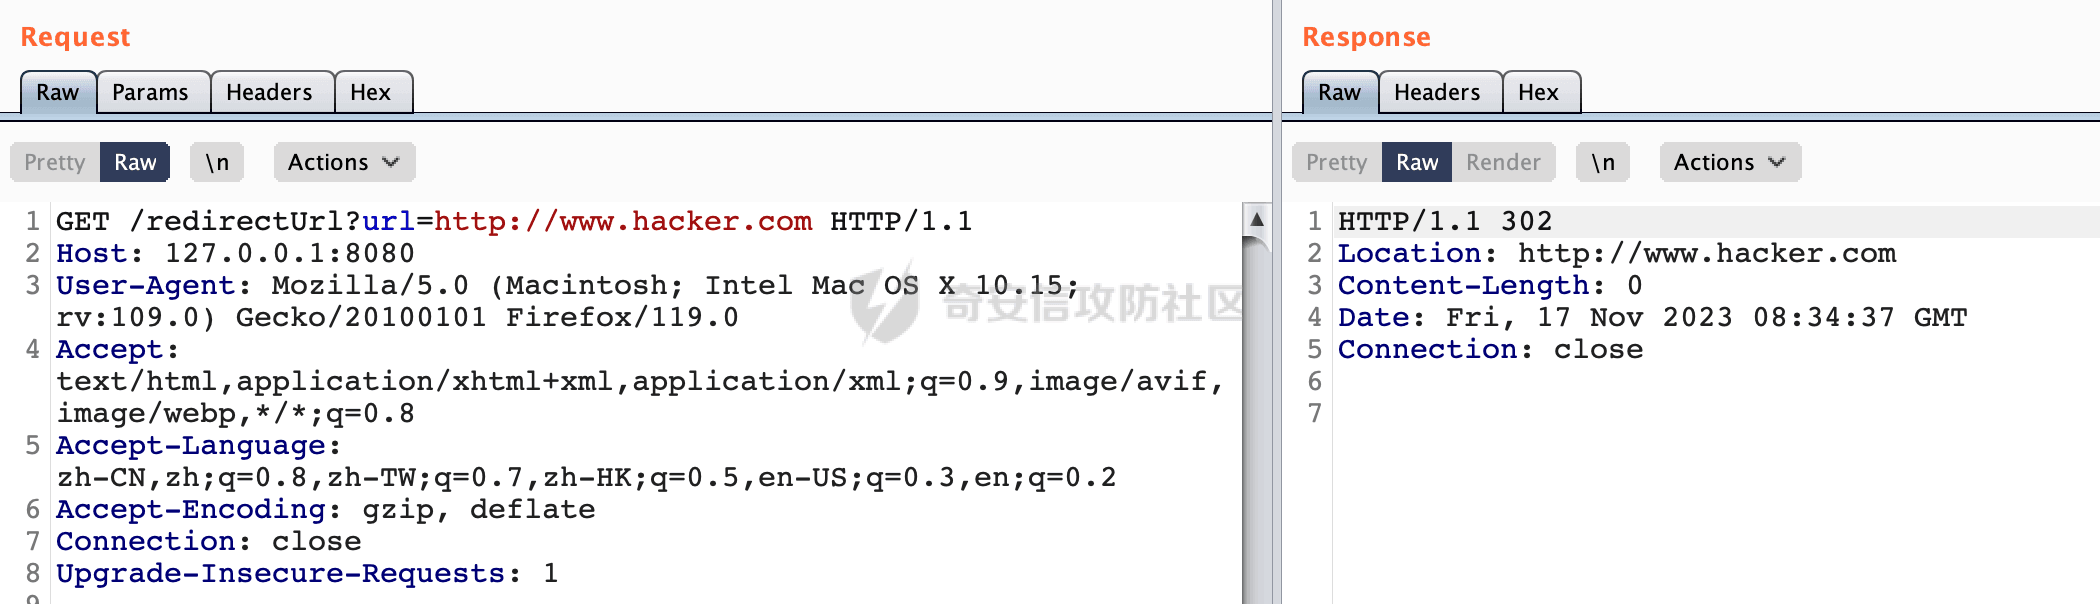 Request
Raw Params Headers Hex
Pretty Raw \n Actions
1 GET /redirectUrl?url=http://www.hacker.com HTTP/1.1
2 Host: 127.0.0.1:8080
3 User-Agent: Mozilla/5.0 (Macintosh; Intel Mac OS X 10.15;
rv:109.0) Gecko/20100101 Firefox/119.0
4 Accept:
text/html,application/xhtml+xml,application/xml;q=0.9,image/avif,
image/webp,*/*;q=0.8
5 Accept-Language:
zh-CN,zh;q=0.8,zh-TW;q=0.7,zh-HK;q=0.5,en-US;q=0.3,en;q=0.2
6 Accept-Encoding: gzip, deflate
7 Connection: close
8 Upgrade-Insecure-Requests: 1
9
奇安信攻防社区
Response
Raw Headers Hex
Pretty Raw Render \n Actions
1 HTTP/1.1 302
2 Location: http://www.hacker.com
3 Content-Length: 0
4 Date: Fri, 17 Nov 2023 08:34:37 GMT
5 Connection: close
6
7